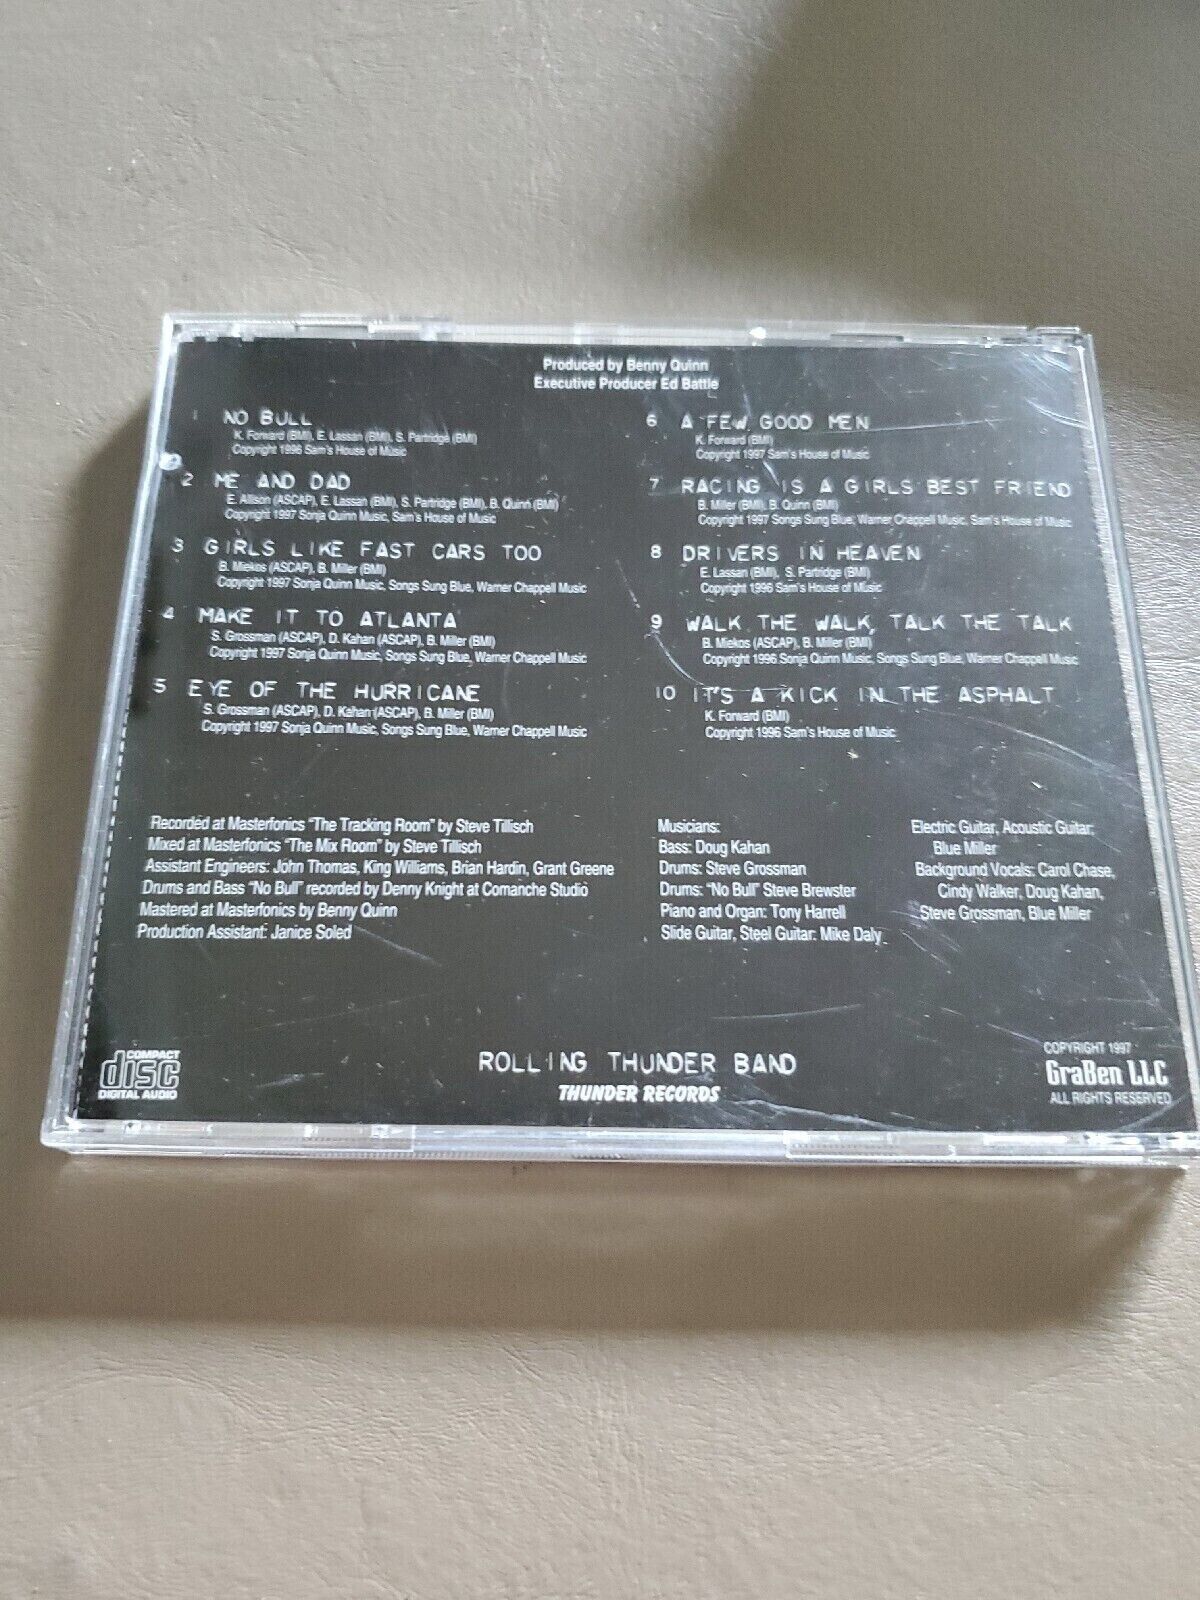 Produced by Benny Quinn
Executive Producer Ed Battle
1 NO BULL
K. Forward (BMI), E. Lassan (BMI), S. Partridge (BMI)
Copyright 1996 Sam's House of Music
2 ME AND DAD
E. Allison (ASCAP), E. Lassan (BMI), S. Partridge (BMI), B. Quinn (BMI)
Copyright 1997 Sonja Quinn Music, Sam's House of Music
3 GIRLS LIKE FAST CARS TOO
B. Miekos (ASCAP), B. Miller (BMI)
Copyright 1997 Sonja Quinn Music, Songs Sung Blue, Warner Chappell Music
4 MAKE IT TO ATLANTA
S. Grossman (ASCAP), D. Kahan (ASCAP), B. Miller (BMI)
Copyright 1997 Sonja Quinn Music, Songs Sung Blue, Warner Chappell Music
5 EYE OF THE HURRICANE
S. Grossman (ASCAP), D. Kahan (ASCAP), B. Miller (BMI)
Copyright 1997 Sonja Quinn Music, Songs Sung Blue, Warner Chappell Music
6 A FEW GOOD MEN
K. Forward (BMI)
Copyright 1997 Sam's House of Music
7 RACING IS A GIRLS BEST FRIEND
B. Miller (BMI), B. Quinn (BMI)
Copyright 1997 Songs Sung Blue, Warner Chappell Music, Sam's House of Music
8 DRIVERS IN HEAVEN
E. Lassan (BMI), S. Partridge (BMI)
Copyright 1996 Sam's House of Music
9 WALK THE WALK, TALK THE TALK
B. Miekos (ASCAP), B. Miller (BMI)
Copyright 1996 Sonja Quinn Music, Songs Sung Blue, Warner Chappell Music
10 IT'S A KICK IN THE ASPHALT
K. Forward (BMI)
Copyright 1996 Sam's House of Music
Recorded at Masterfonics "The Tracking Room" by Steve Tillisch
Mixed at Masterfonics "The Mix Room" by Steve Tillisch
Assistant Engineers: John Thomas, King Williams, Brian Hardin, Grant Greene
Drums and Bass "No Bull" recorded by Denny Knight at Comanche Studio
Mastered at Masterfonics by Benny Quinn
Production Assistant: Janice Soled
Musicians:
Bass: Doug Kahan
Drums: Steve Grossman
Drums: "No Bull" Steve Brewster
Piano and Organ: Tony Harrell
Slide Guitar, Steel Guitar: Mike Daly
Electric Guitar, Acoustic Guitar:
Blue Miller
Background Vocals: Carol Chase,
Cindy Walker, Doug Kahan,
Steve Grossman, Blue Miller
COMPACT
disc
DIGITAL AUDIO
ROLLING THUNDER BAND
THUNDER RECORDS
COPYRIGHT 1997
GraBen LLC
ALL RIGHTS RESERVED